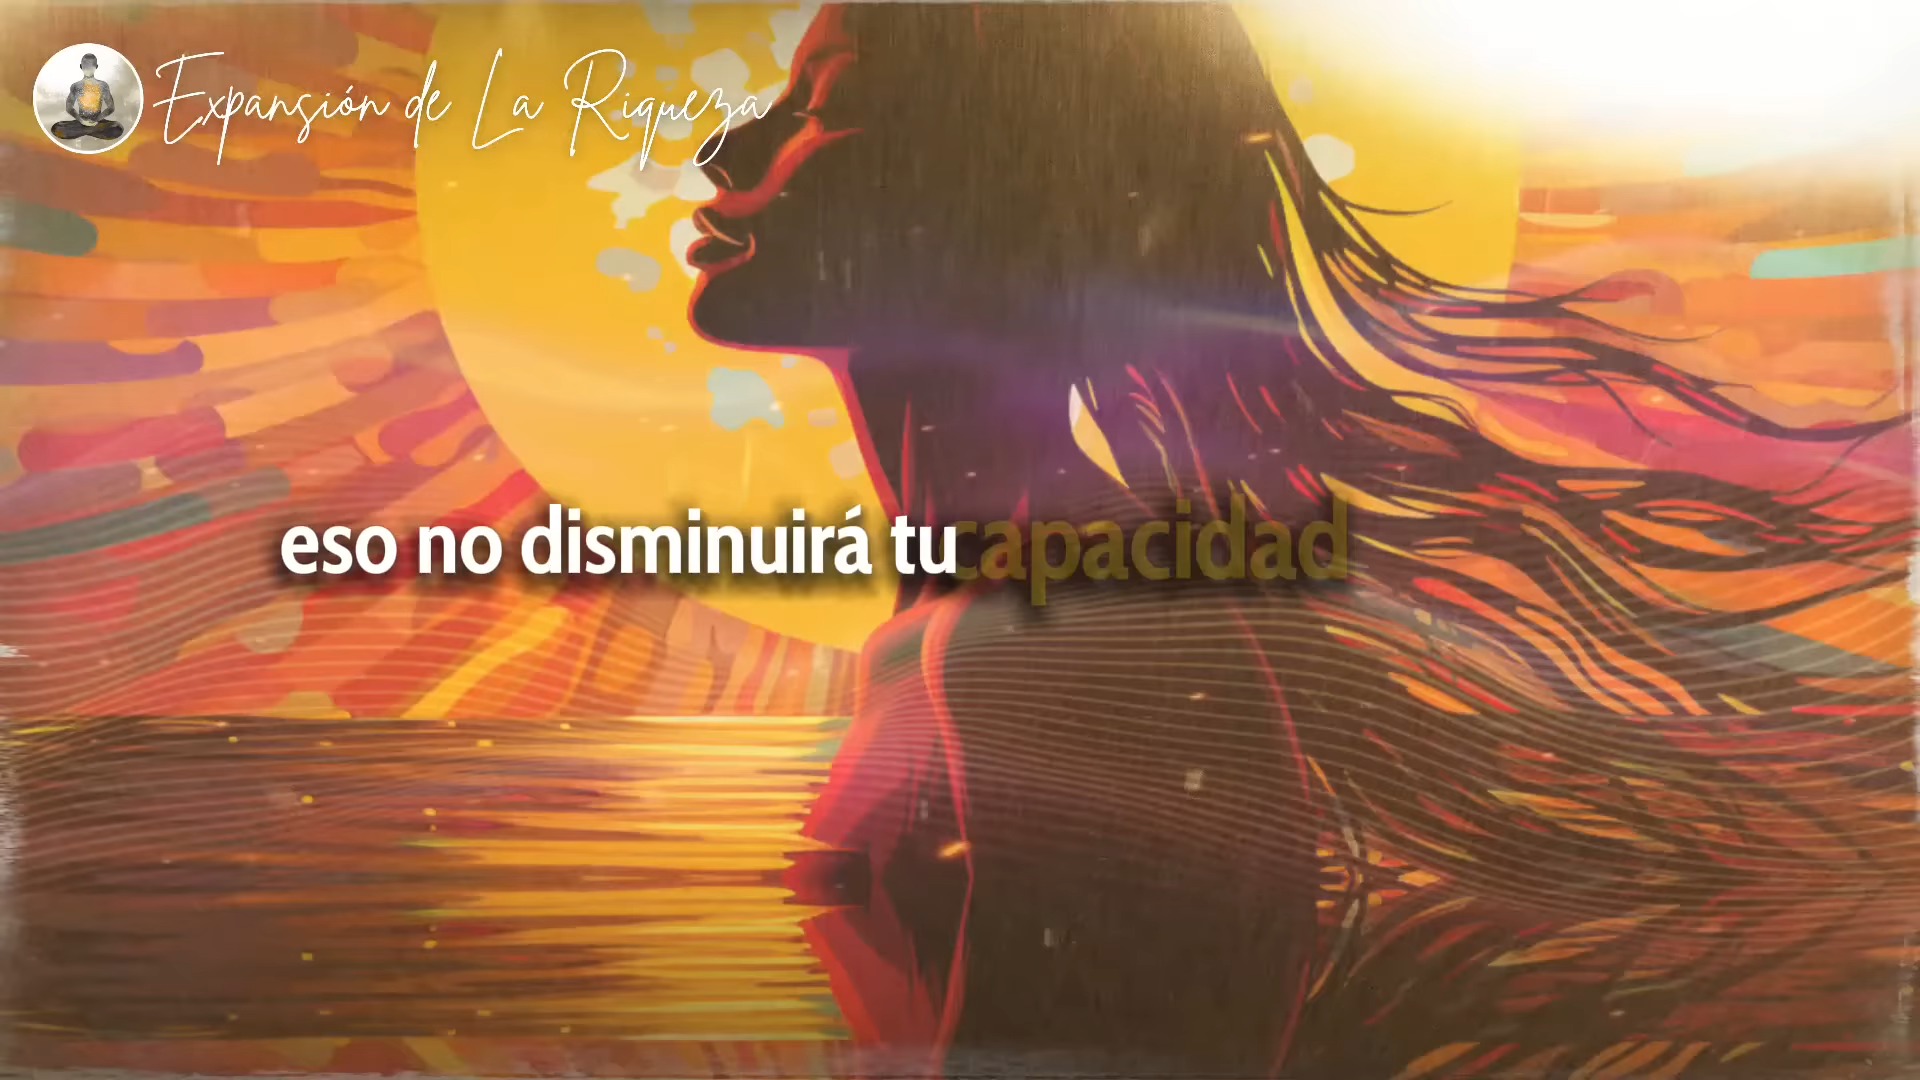 Expansión de La Riqueza
eso no disminuirá tu capacidad